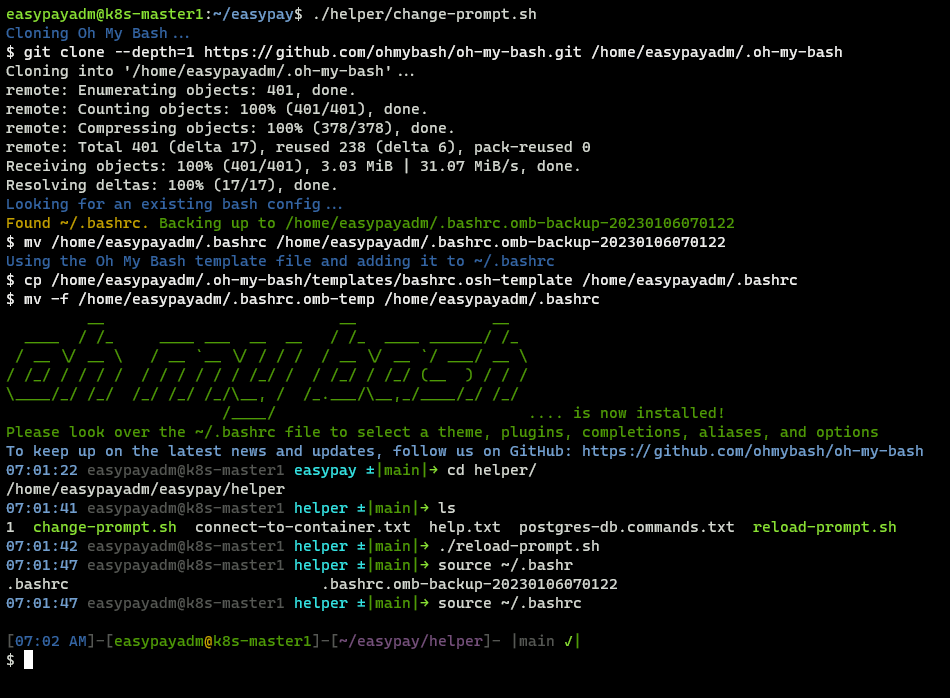 easypayadm@k8s-master1:~/easypay$ ./helper/change-prompt.sh
Cloning Oh My Bash...
$ git clone --depth=1 https://github.com/ohmybash/oh-my-bash.git /home/easypayadm/.oh-my-bash
Cloning into '/home/easypayadm/.oh-my-bash'...
remote: Enumerating objects: 401, done.
remote: Counting objects: 100% (401/401), done.
remote: Compressing objects: 100% (378/378), done.
remote: Total 401 (delta 17), reused 238 (delta 6), pack-reused 0
Receiving objects: 100% (401/401), 3.03 MiB | 31.07 MiB/s, done.
Resolving deltas: 100% (17/17), done.
Looking for an existing bash config...
Found ~/.bashrc. Backing up to /home/easypayadm/.bashrc.omb-backup-20230106070122
$ mv /home/easypayadm/.bashrc /home/easypayadm/.bashrc.omb-backup-20230106070122
Using the Oh My Bash template file and adding it to ~/.bashrc
$ cp /home/easypayadm/.oh-my-bash/templates/bashrc.osh-template /home/easypayadm/.bashrc
$ mv -f /home/easypayadm/.bashrc.omb-temp /home/easypayadm/.bashrc
oh my bash
.... is now installed!
Please look over the ~/.bashrc file to select a theme, plugins, completions, aliases, and options
To keep up on the latest news and updates, follow us on GitHub: https://github.com/ohmybash/oh-my-bash
07:01:22 easypayadm@k8s-master1 easypay ±|main|→ cd helper/
/home/easypayadm/easypay/helper
07:01:41 easypayadm@k8s-master1 helper ±|main|→ ls
1  change-prompt.sh  connect-to-container.txt  help.txt  postgres-db.commands.txt  reload-prompt.sh
07:01:42 easypayadm@k8s-master1 helper ±|main|→ ./reload-prompt.sh
07:01:47 easypayadm@k8s-master1 helper ±|main|→ source ~/.bashr
.bashrc                            .bashrc.omb-backup-20230106070122
07:01:47 easypayadm@k8s-master1 helper ±|main|→ source ~/.bashrc
[07:02 AM]-[easypayadm@k8s-master1]-[~/easypay/helper]- |main ✓|
$